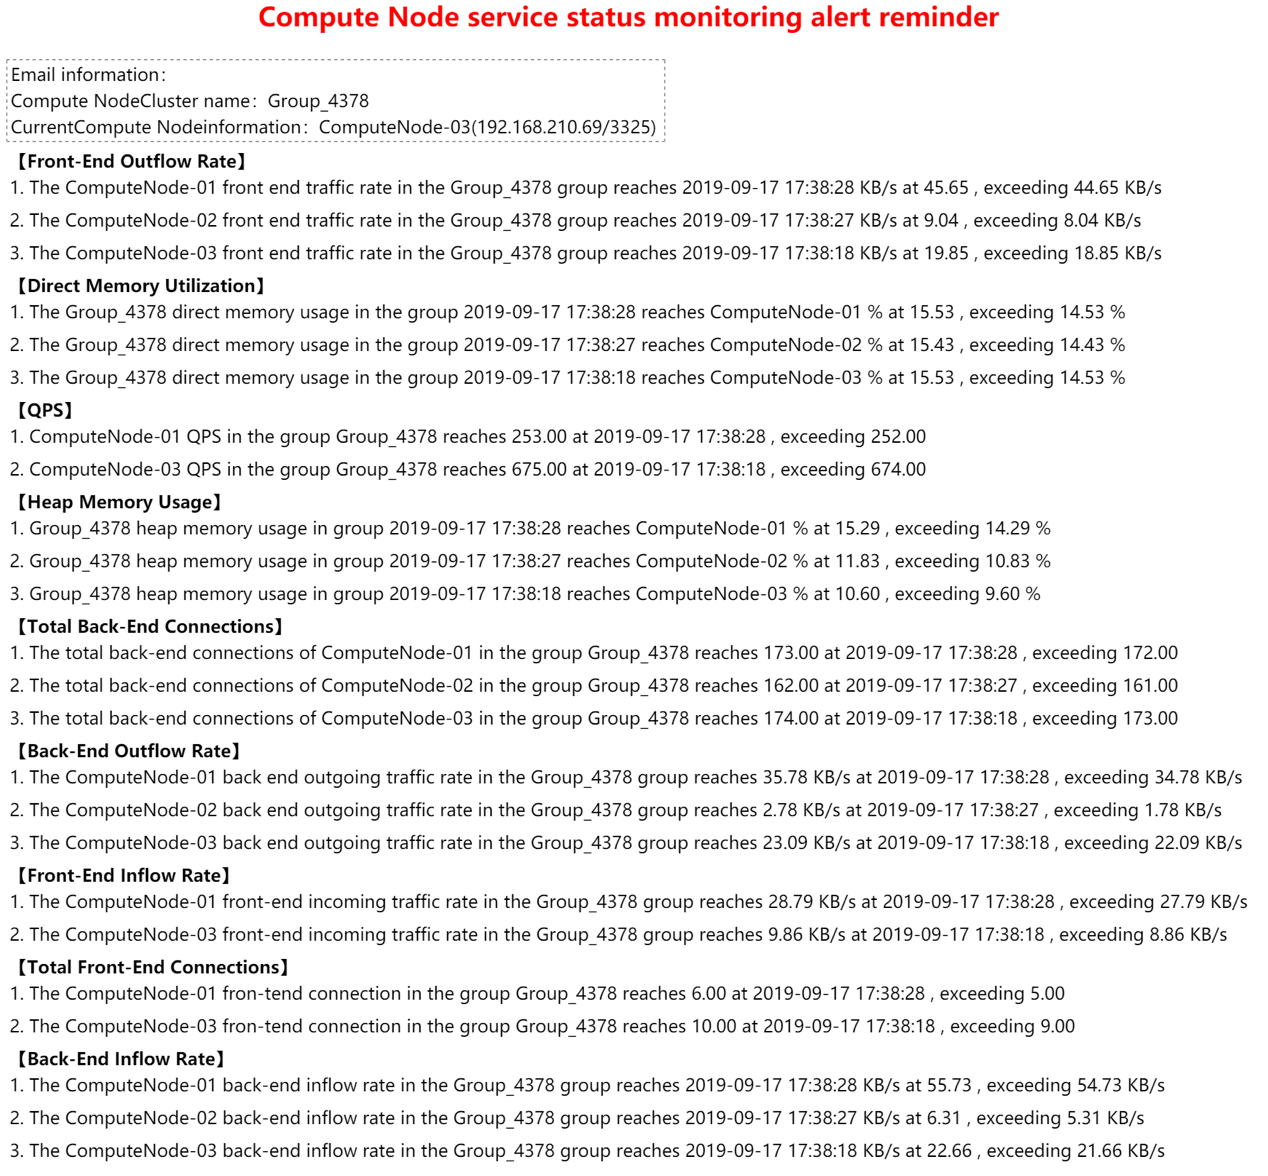 Compute Node service status monitoring alert reminder
Email information：
Compute NodeCluster name：Group_4378
CurrentCompute Nodeinformation：ComputeNode-03(192.168.210.69/3325)
【Front-End Outflow Rate】
1. The ComputeNode-01 front end traffic rate in the Group_4378 group reaches 2019-09-17 17:38:28 KB/s at 45.65 , exceeding 44.65 KB/s
2. The ComputeNode-02 front end traffic rate in the Group_4378 group reaches 2019-09-17 17:38:27 KB/s at 9.04 , exceeding 8.04 KB/s
3. The ComputeNode-03 front end traffic rate in the Group_4378 group reaches 2019-09-17 17:38:18 KB/s at 19.85 , exceeding 18.85 KB/s
【Direct Memory Utilization】
1. The Group_4378 direct memory usage in the group 2019-09-17 17:38:28 reaches ComputeNode-01 % at 15.53 , exceeding 14.53 %
2. The Group_4378 direct memory usage in the group 2019-09-17 17:38:27 reaches ComputeNode-02 % at 15.43 , exceeding 14.43 %
3. The Group_4378 direct memory usage in the group 2019-09-17 17:38:18 reaches ComputeNode-03 % at 15.53 , exceeding 14.53 %
【QPS】
1. ComputeNode-01 QPS in the group Group_4378 reaches 253.00 at 2019-09-17 17:38:28 , exceeding 252.00
2. ComputeNode-03 QPS in the group Group_4378 reaches 675.00 at 2019-09-17 17:38:18 , exceeding 674.00
【Heap Memory Usage】
1. Group_4378 heap memory usage in group 2019-09-17 17:38:28 reaches ComputeNode-01 % at 15.29 , exceeding 14.29 %
2. Group_4378 heap memory usage in group 2019-09-17 17:38:27 reaches ComputeNode-02 % at 11.83 , exceeding 10.83 %
3. Group_4378 heap memory usage in group 2019-09-17 17:38:18 reaches ComputeNode-03 % at 10.60 , exceeding 9.60 %
【Total Back-End Connections】
1. The total back-end connections of ComputeNode-01 in the group Group_4378 reaches 173.00 at 2019-09-17 17:38:28 , exceeding 172.00
2. The total back-end connections of ComputeNode-02 in the group Group_4378 reaches 162.00 at 2019-09-17 17:38:27 , exceeding 161.00
3. The total back-end connections of ComputeNode-03 in the group Group_4378 reaches 174.00 at 2019-09-17 17:38:18 , exceeding 173.00
【Back-End Outflow Rate】
1. The ComputeNode-01 back end outgoing traffic rate in the Group_4378 group reaches 35.78 KB/s at 2019-09-17 17:38:28 , exceeding 34.78 KB/s
2. The ComputeNode-02 back end outgoing traffic rate in the Group_4378 group reaches 2.78 KB/s at 2019-09-17 17:38:27 , exceeding 1.78 KB/s
3. The ComputeNode-03 back end outgoing traffic rate in the Group_4378 group reaches 23.09 KB/s at 2019-09-17 17:38:18 , exceeding 22.09 KB/s
【Front-End Inflow Rate】
1. The ComputeNode-01 front-end incoming traffic rate in the Group_4378 group reaches 28.79 KB/s at 2019-09-17 17:38:28 , exceeding 27.79 KB/s
2. The ComputeNode-03 front-end incoming traffic rate in the Group_4378 group reaches 9.86 KB/s at 2019-09-17 17:38:18 , exceeding 8.86 KB/s
【Total Front-End Connections】
1. The ComputeNode-01 fron-tend connection in the group Group_4378 reaches 6.00 at 2019-09-17 17:38:28 , exceeding 5.00
2. The ComputeNode-03 fron-tend connection in the group Group_4378 reaches 10.00 at 2019-09-17 17:38:18 , exceeding 9.00
【Back-End Inflow Rate】
1. The ComputeNode-01 back-end inflow rate in the Group_4378 group reaches 2019-09-17 17:38:28 KB/s at 55.73 , exceeding 54.73 KB/s
2. The ComputeNode-02 back-end inflow rate in the Group_4378 group reaches 2019-09-17 17:38:27 KB/s at 6.31 , exceeding 5.31 KB/s
3. The ComputeNode-03 back-end inflow rate in the Group_4378 group reaches 2019-09-17 17:38:18 KB/s at 22.66 , exceeding 21.66 KB/s